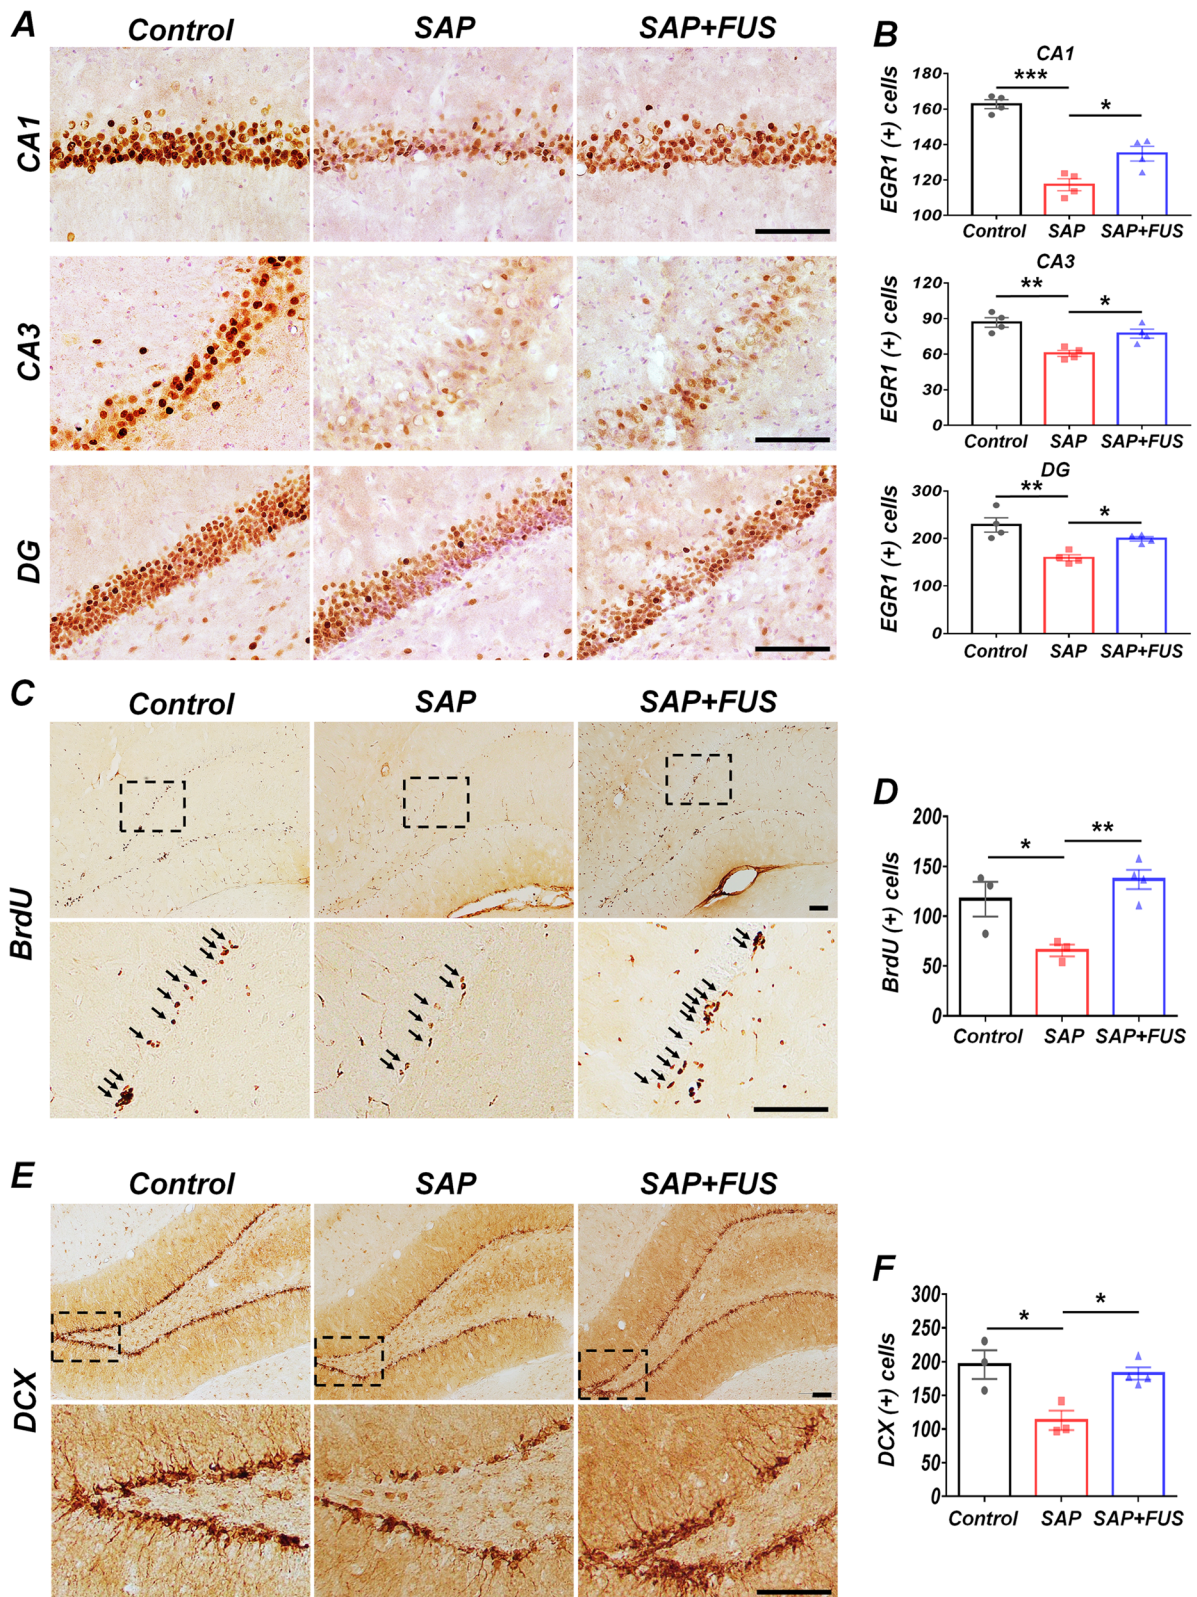 A
Control SAP SAP+FUS
CA1
CA3
DG
B
CA1
EGR1 (+) cells
180
160
140
120
100
***
*
Control SAP SAP+FUS
CA3
EGR1 (+) cells
120
90
60
30
0
**
*
Control SAP SAP+FUS
DG
EGR1 (+) cells
300
200
100
0
**
*
Control SAP SAP+FUS
C
Control SAP SAP+FUS
BrdU
D
BrdU (+) cells
200
150
100
50
0
*
**
Control SAP SAP+FUS
E
Control SAP SAP+FUS
DCX
F
DCX (+) cells
300
250
200
150
100
50
0
*
*
Control SAP SAP+FUS